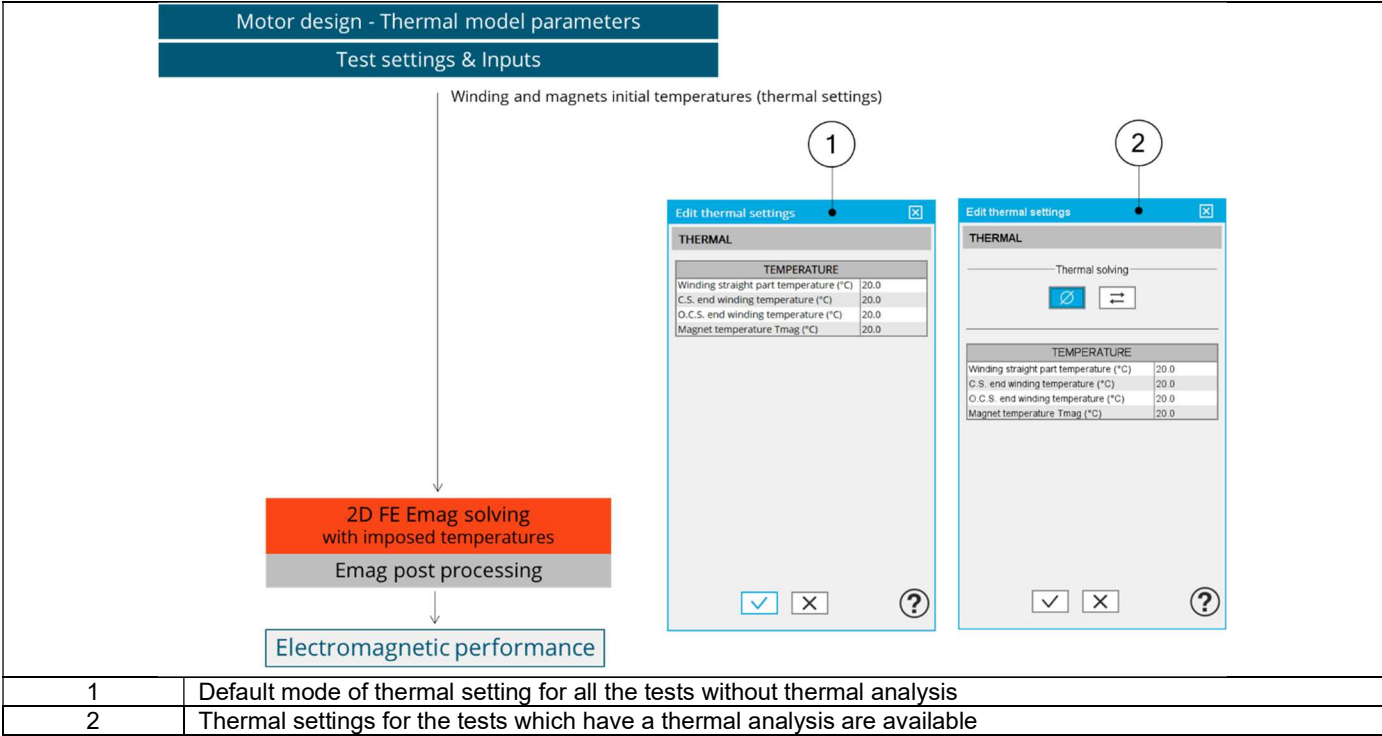 Motor design - Thermal model parameters
Test settings & Inputs
Winding and magnets initial temperatures (thermal settings)
1
2
Edit thermal settings
THERMAL
TEMPERATURE
Winding straight part temperature (°C) 20.0
C.S. end winding temperature (°C) 20.0
O.C.S. end winding temperature (°C) 20.0
Magnet temperature Tmag (°C) 20.0
?
Edit thermal settings
THERMAL
Thermal solving
TEMPERATURE
Winding straight part temperature (°C) 20.0
C.S. end winding temperature (°C) 20.0
O.C.S. end winding temperature (°C) 20.0
Magnet temperature Tmag (°C) 20.0
?
2D FE Emag solving
with imposed temperatures
Emag post processing
Electromagnetic performance
1 Default mode of thermal setting for all the tests without thermal analysis
2 Thermal settings for the tests which have a thermal analysis are available